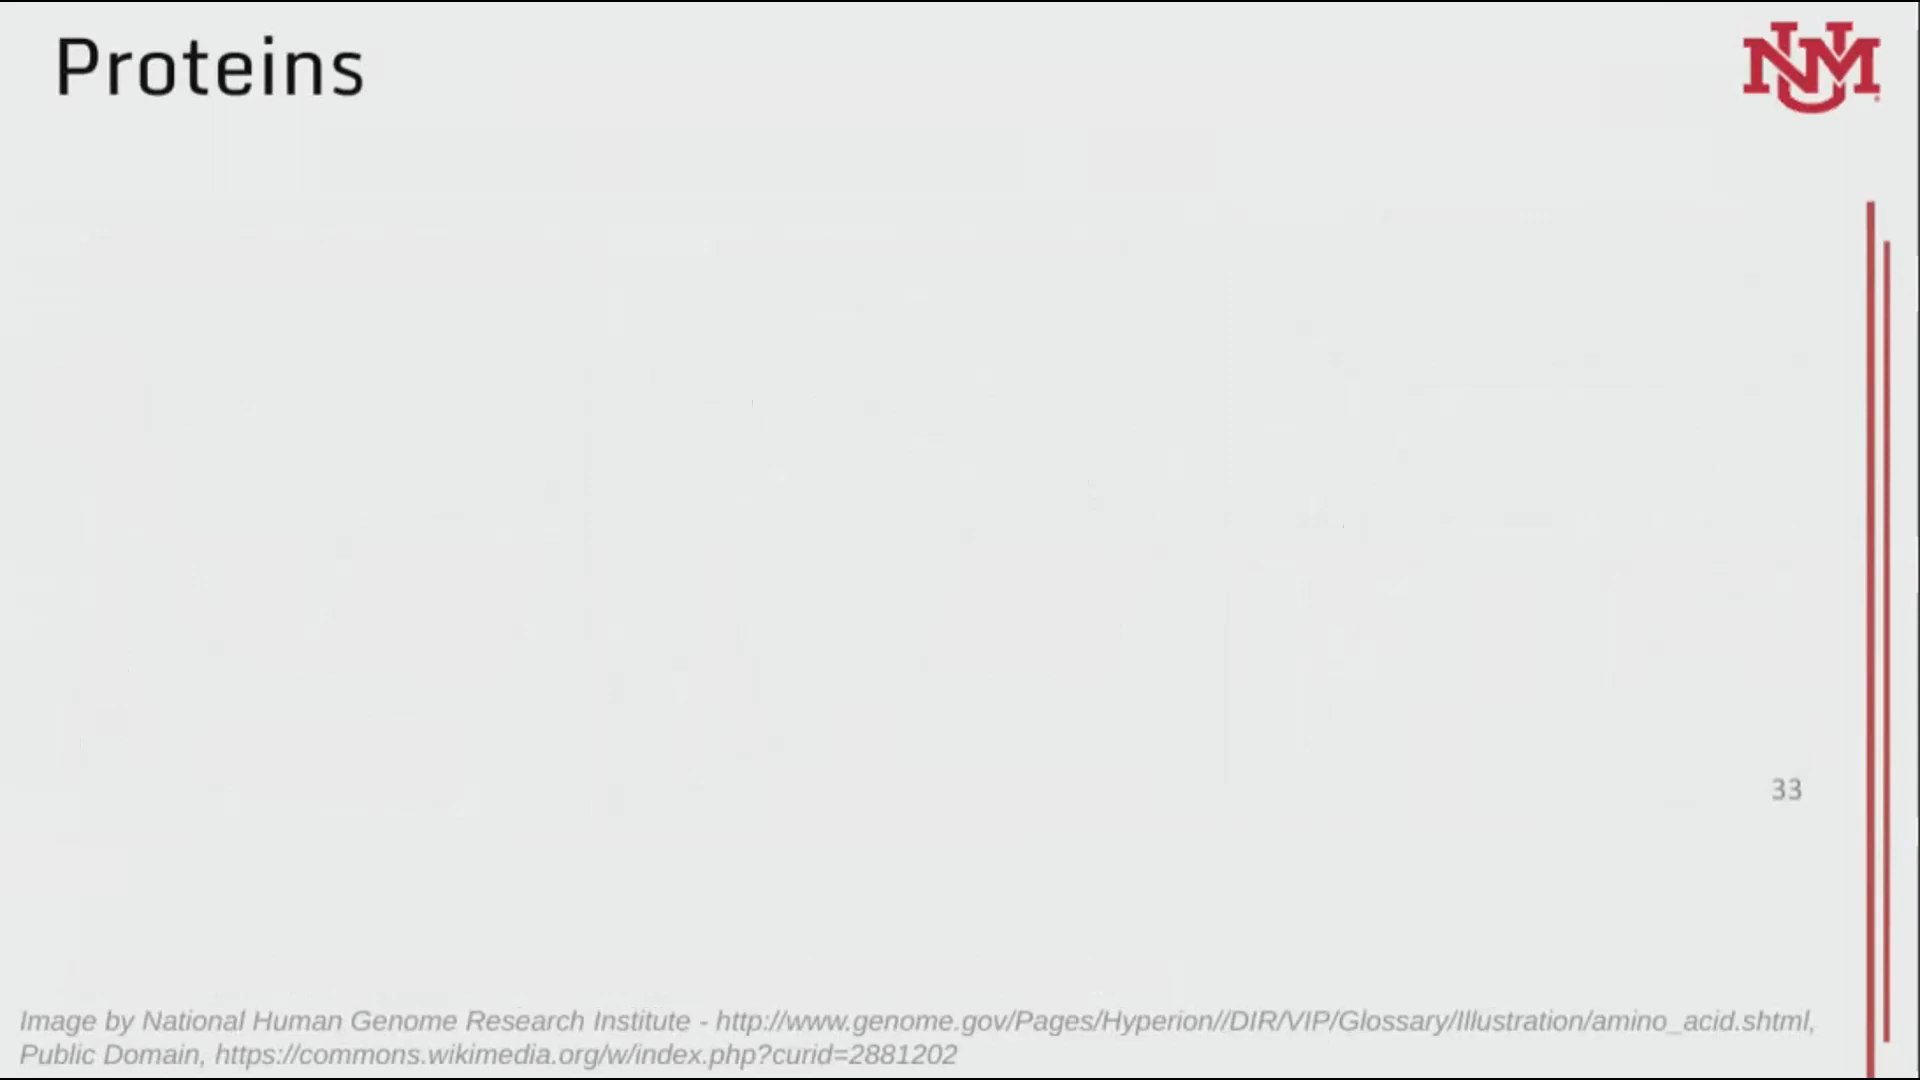 Proteins
UNM
33
Image by National Human Genome Research Institute - http://www.genome.gov/Pages/Hyperion//DIR/VIP/Glossary/Illustration/amino_acid.shtml,
Public Domain, https://commons.wikimedia.org/w/index.php?curid=2881202